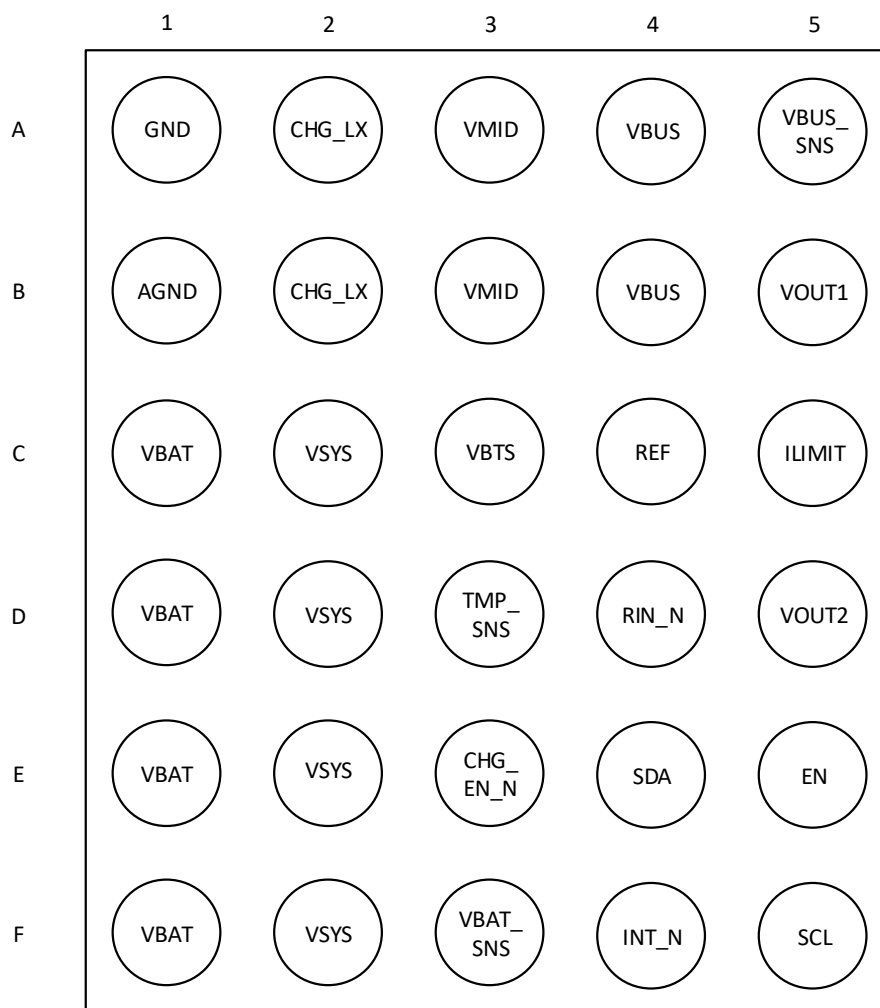 1 2 3 4 5
A GND CHG_LX VMID VBUS VBUS_
SNS
B AGND CHG_LX VMID VBUS VOUT1
C VBAT VSYS VBTS REF ILIMIT
D VBAT VSYS TMP_
SNS RIN_N VOUT2
E VBAT VSYS CHG_
EN_N SDA EN
F VBAT VSYS VBAT_
SNS INT_N SCL